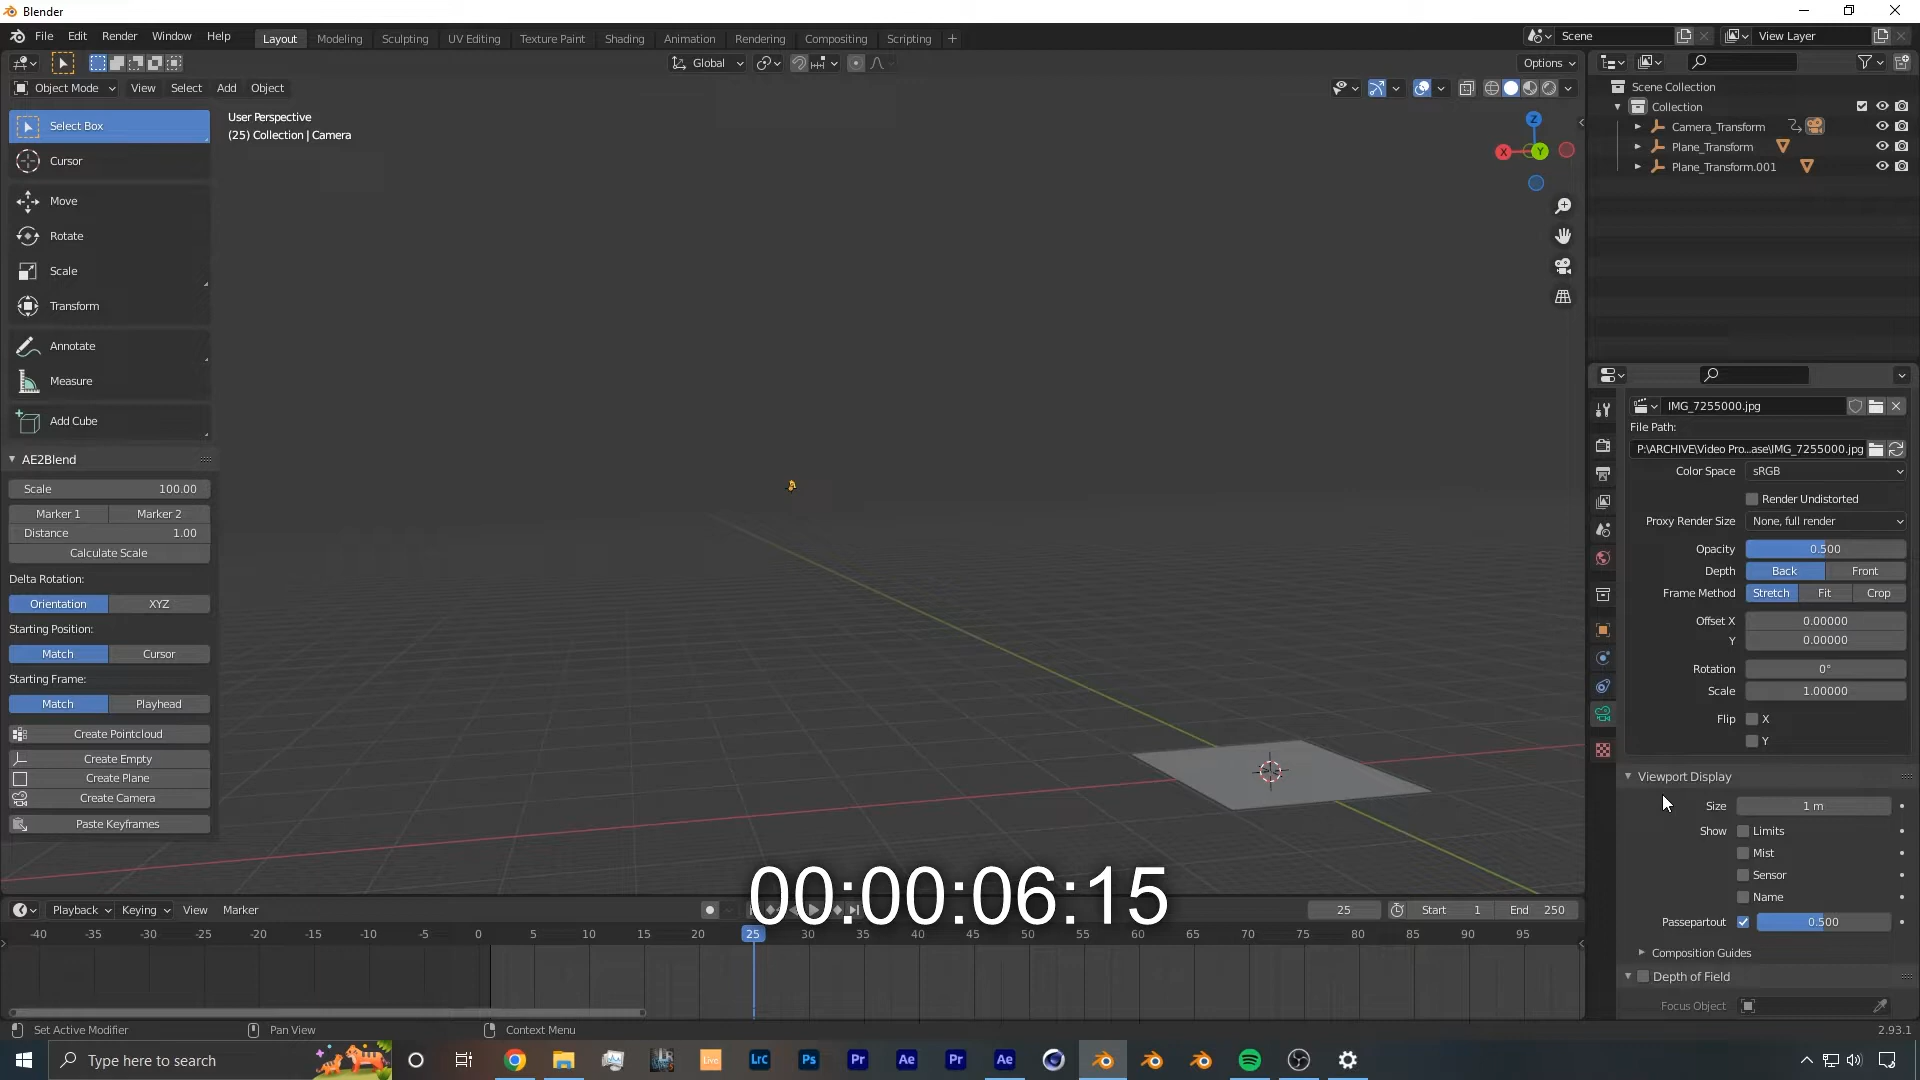 Blender
File Edit Render Window Help
Layout Modeling Sculpting UV Editing Texture Paint Shading Animation Rendering Compositing Scripting +
Scene
View Layer
Global
Options
Object Mode View Select Add Object
Select Box
Cursor
Move
Rotate
Scale
Transform
Annotate
Measure
Add Cube
AE2Blend
Scale 100.00
Marker 1 Marker 2
Distance 1.00
Calculate Scale
Delta Rotation:
Orientation XYZ
Starting Position:
Match Cursor
Starting Frame:
Match Playhead
Create Pointcloud
Create Empty
Create Plane
Create Camera
Paste Keyframes
User Perspective
(25) Collection | Camera
Z
X
Y
Scene Collection
Collection
Camera_Transform
Plane_Transform
Plane_Transform.001
IMG_7255000.jpg
File Path:
P:\ARCHIVE\Video Pro...ase\IMG_7255000.jpg
Color Space sRGB
Render Undistorted
Proxy Render Size None, full render
Opacity 0.500
Depth Back Front
Frame Method Stretch Fit Crop
Offset X 0.00000
Y 0.00000
Rotation 0°
Scale 1.00000
Flip X
Y
Viewport Display
Size 1 m
Show Limits
Mist
Sensor
Name
Passepartout 0.500
Composition Guides
Depth of Field
Focus Object
00:00:06:15
Playback Keying View Marker
25 Start 1 End 250
-40 -35 -30 -25 -20 -15 -10 -5 0 5 10 15 20 25 30 35 40 45 50 55 60 65 70 75 80 85 90 95
Set Active Modifier Pan View Context Menu
2.93.1
Type here to search
Live
Lrc
Ps
Pr
Ae
Pr
Ae